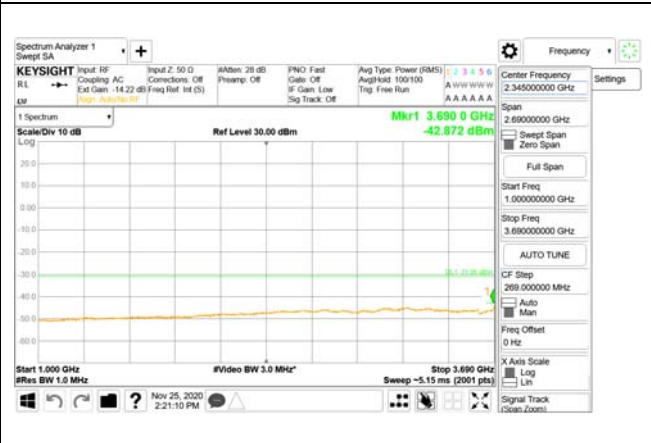 Spectrum Analyzer 1
Swept SA
Frequency
KEYSIGHT
RL
Input: RF
Coupling: AC
Ext Gain: -14.22 dB
Align: Auto/No RF
Input Z: 50 Ω
Corrections: Off
Freq Ref: Int (S)
#Atten: 28 dB
Preamp: Off
PNO: Fast
Gate: Off
IF Gain: Low
Sig Track: Off
Avg Type: Power (RMS)
Avg|Hold: 100/100
Trig: Free Run
1 2 3 4 5 6
A W W W W W
A A A A A A
1 Spectrum
Scale/Div 10 dB
Ref Level 30.00 dBm
Mkr1 3.690 0 GHz
-42.872 dBm
Log
20.0
10.0
0.00
-10.0
-20.0
-30.0
-40.0
-50.0
-60.0
1
Start 1.000 GHz
#Res BW 1.0 MHz
#Video BW 3.0 MHz*
Stop 3.690 GHz
Sweep ~5.15 ms (2001 pts)
Nov 25, 2020
2:21:10 PM
Center Frequency
2.345000000 GHz
Settings
Span
2.69000000 GHz
Swept Span
Zero Span
Full Span
Start Freq
1.000000000 GHz
Stop Freq
3.690000000 GHz
AUTO TUNE
CF Step
269.000000 MHz
Auto
Man
Freq Offset
0 Hz
X Axis Scale
Log
Lin
Signal Track
(Span Zoom)